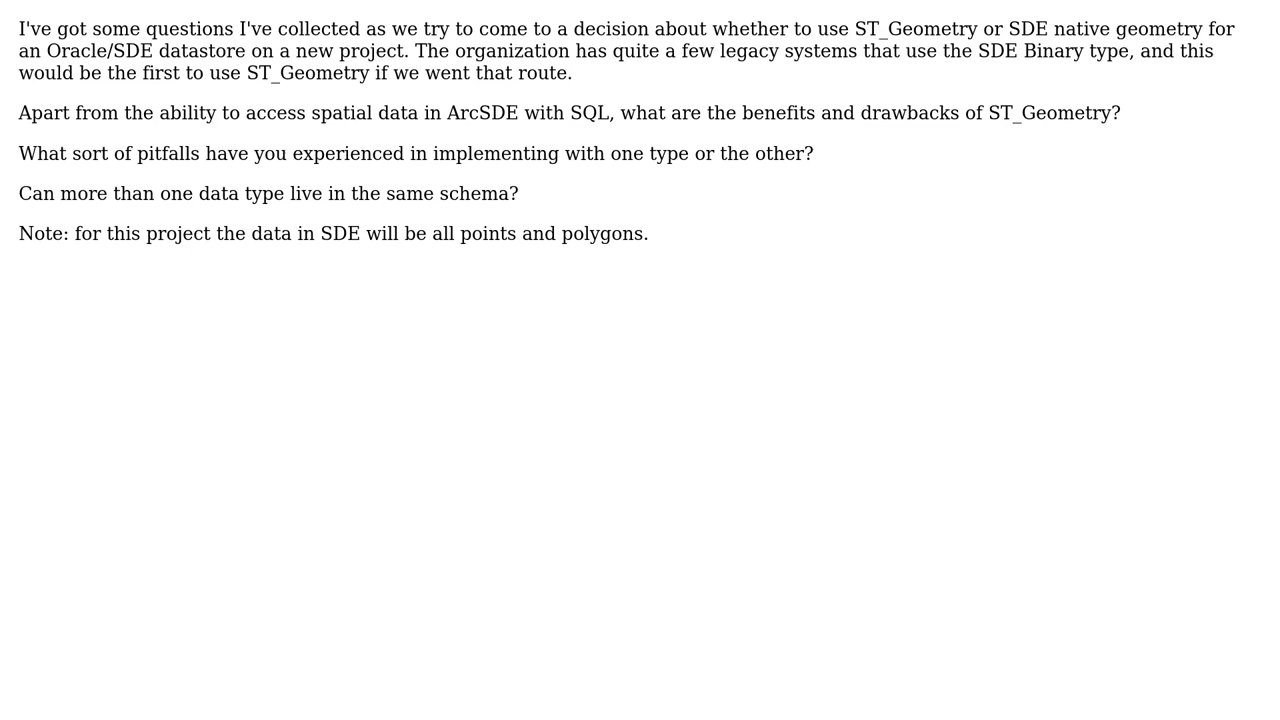 I've got some questions I've collected as we try to come to a decision about whether to use ST_Geometry or SDE native geometry for
an Oracle/SDE datastore on a new project. The organization has quite a few legacy systems that use the SDE Binary type, and this
would be the first to use ST_Geometry if we went that route.
Apart from the ability to access spatial data in ArcSDE with SQL, what are the benefits and drawbacks of ST_Geometry?
What sort of pitfalls have you experienced in implementing with one type or the other?
Can more than one data type live in the same schema?
Note: for this project the data in SDE will be all points and polygons.